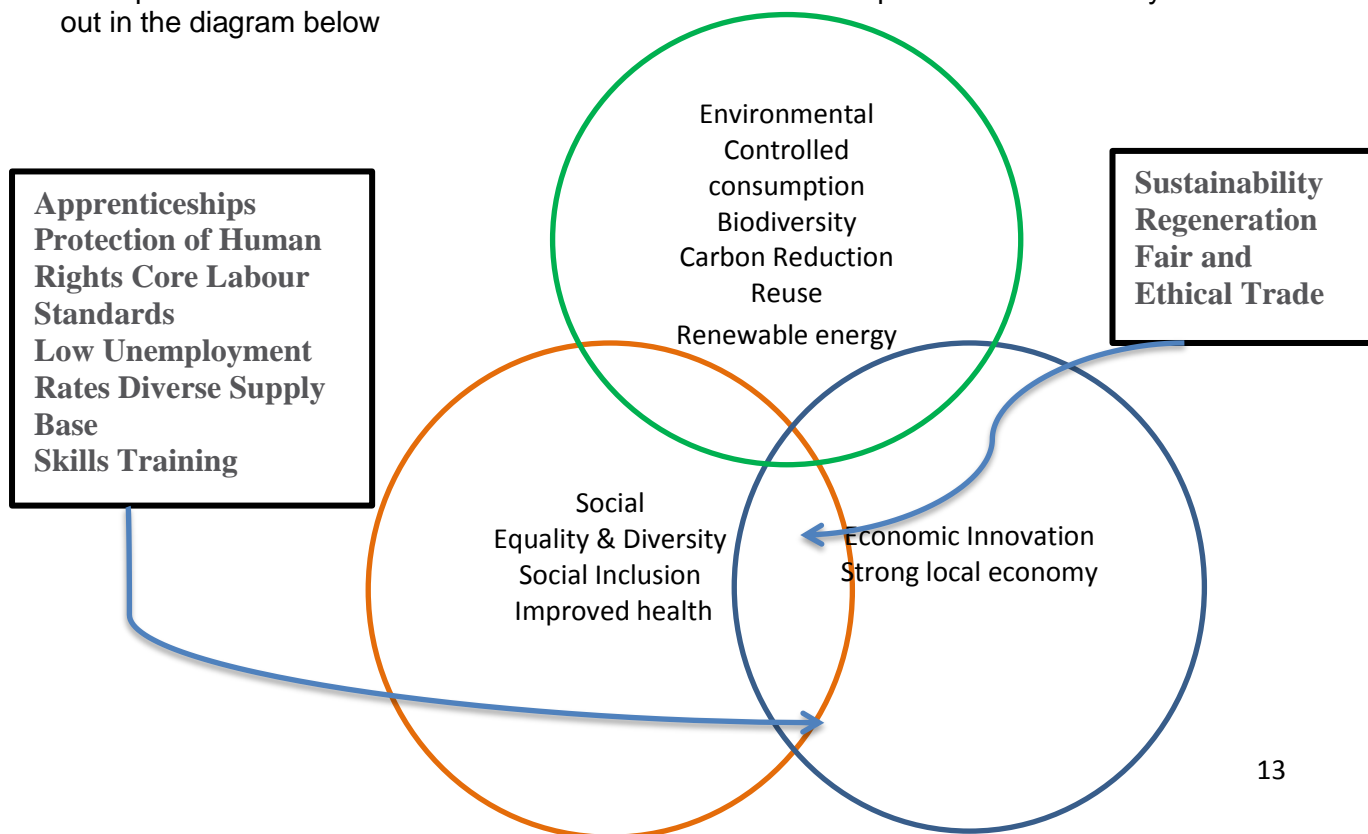 out in the diagram below
Environmental
Controlled
consumption
Biodiversity
Carbon Reduction
Reuse
Renewable energy
Apprenticeships
Protection of Human
Rights Core Labour
Standards
Low Unemployment
Rates Diverse Supply
Base
Skills Training
Sustainability
Regeneration
Fair and
Ethical Trade
Social
Equality & Diversity
Social Inclusion
Improved health
Economic Innovation
Strong local economy
13